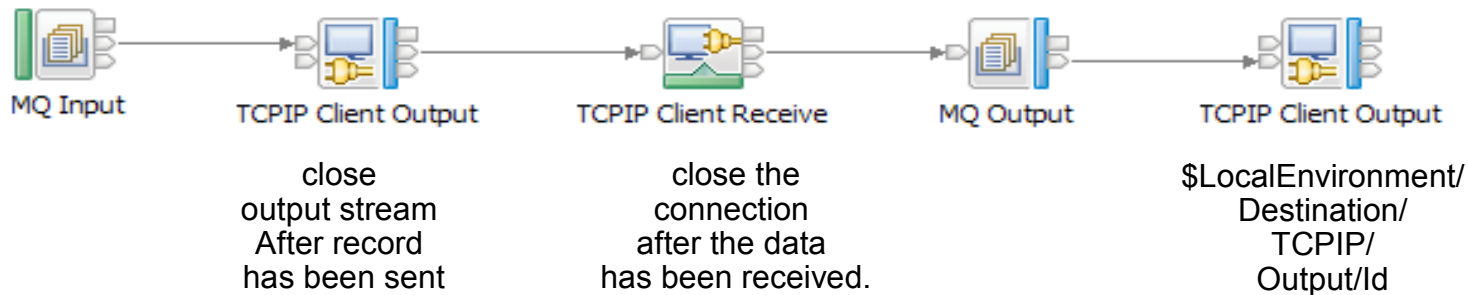 MQ Input
TCPIP Client Output
TCPIP Client Receive
MQ Output
TCPIP Client Output
close
output stream
After record
has been sent
close the
connection
after the data
has been received.
$LocalEnvironment/
Destination/
TCPIP/
Output/Id